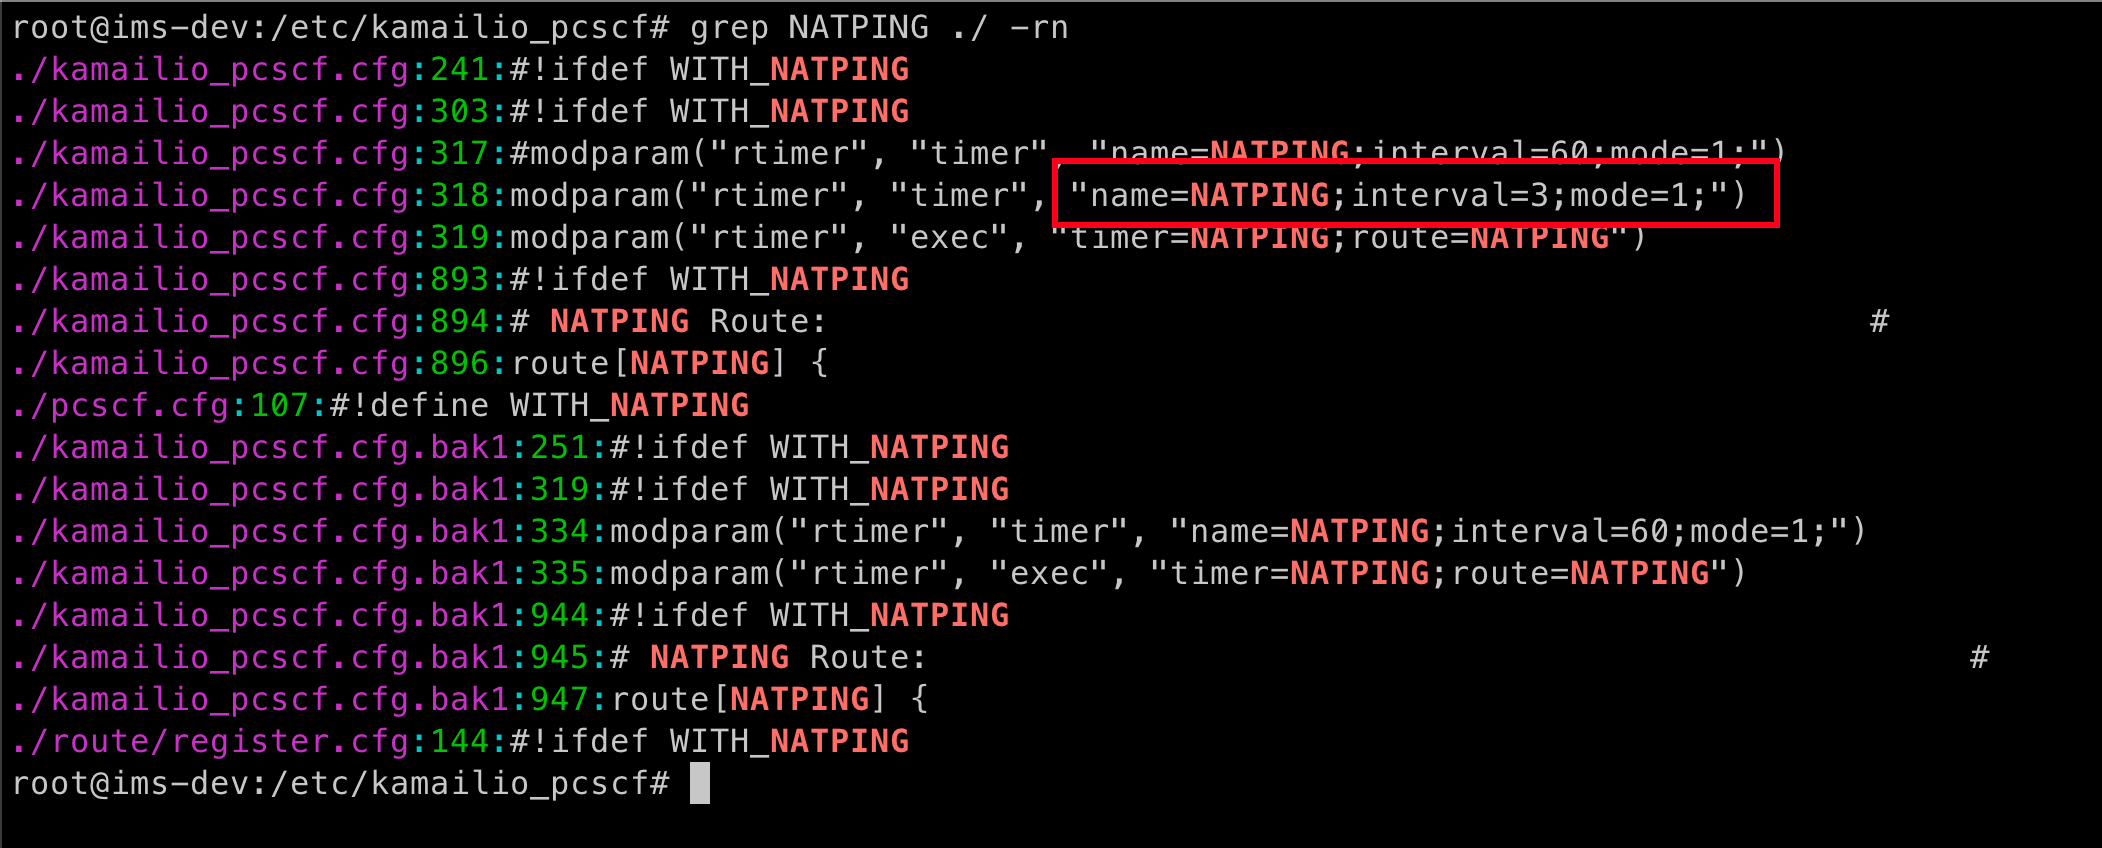 root@ims-dev:/etc/kamailio_pcscf# grep NATPING ./ -rn
./kamailio_pcscf.cfg:241:#!ifdef WITH_NATPING
./kamailio_pcscf.cfg:303:#!ifdef WITH_NATPING
./kamailio_pcscf.cfg:317:#modparam("rtimer", "timer", "name=NATPING;interval=60;mode=1;")
./kamailio_pcscf.cfg:318:modparam("rtimer", "timer", "name=NATPING;interval=3;mode=1;")
./kamailio_pcscf.cfg:319:modparam("rtimer", "exec", "timer=NATPING;route=NATPING")
./kamailio_pcscf.cfg:893:#!ifdef WITH_NATPING
./kamailio_pcscf.cfg:894:# NATPING Route: #
./kamailio_pcscf.cfg:896:route[NATPING] {
./pcscf.cfg:107:#!define WITH_NATPING
./kamailio_pcscf.cfg.bak1:251:#!ifdef WITH_NATPING
./kamailio_pcscf.cfg.bak1:319:#!ifdef WITH_NATPING
./kamailio_pcscf.cfg.bak1:334:modparam("rtimer", "timer", "name=NATPING;interval=60;mode=1;")
./kamailio_pcscf.cfg.bak1:335:modparam("rtimer", "exec", "timer=NATPING;route=NATPING")
./kamailio_pcscf.cfg.bak1:944:#!ifdef WITH_NATPING
./kamailio_pcscf.cfg.bak1:945:# NATPING Route: #
./kamailio_pcscf.cfg.bak1:947:route[NATPING] {
./route/register.cfg:144:#!ifdef WITH_NATPING
root@ims-dev:/etc/kamailio_pcscf#